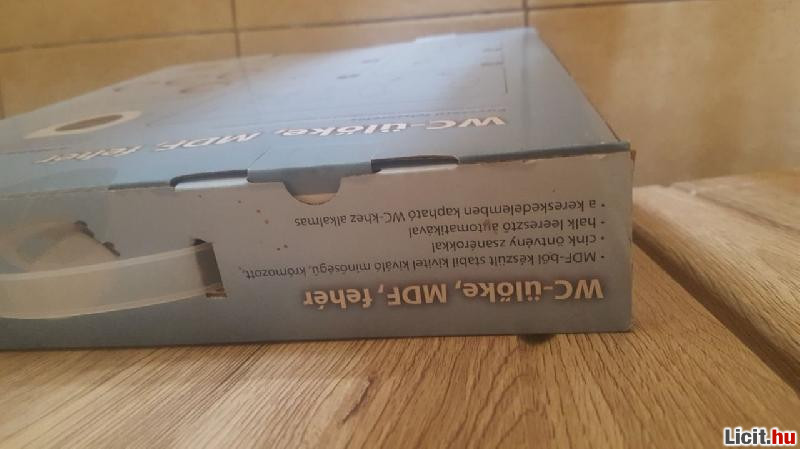 WC-ülőke, MDF, fehér
WC-ülőke, MDF, fehér
• MDF-ből készült stabil kivitel kiváló minőségű, krómozott,
cink öntvény zsanérokkal
• halk leeresztő automatikával
• a kereskedelemben kapható WC-khez alkalmas
Licit.hu